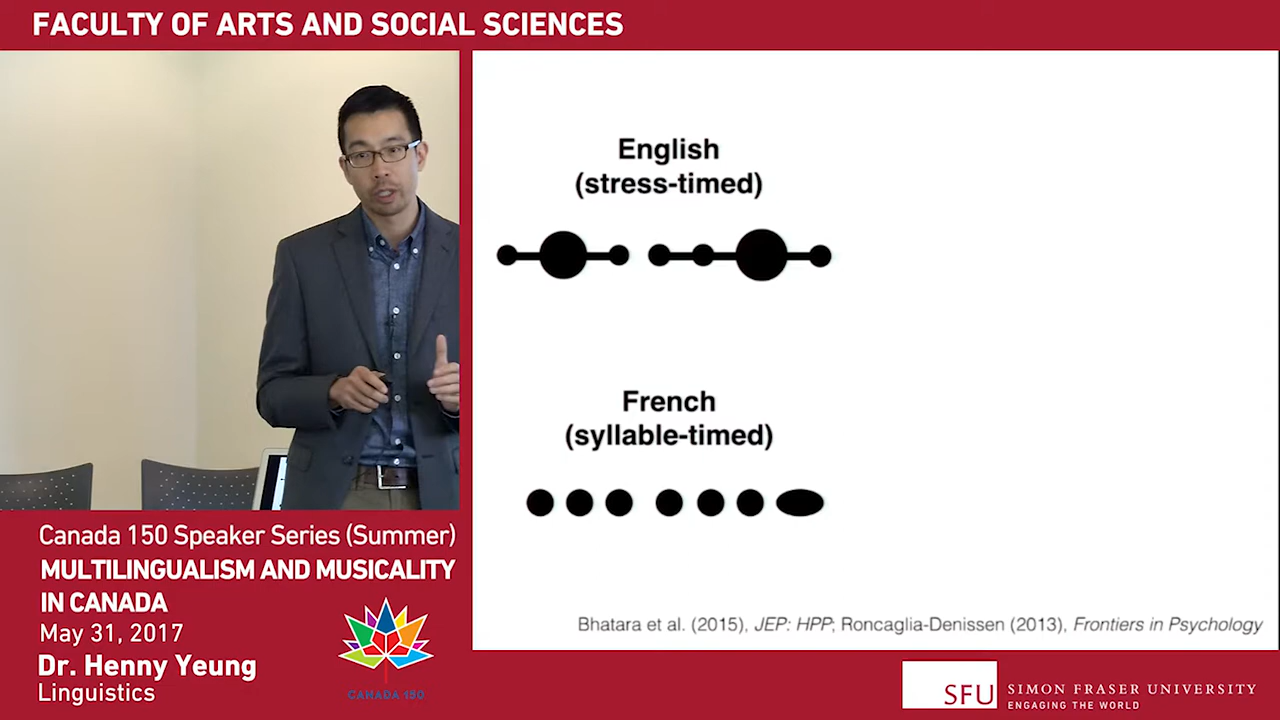 FACULTY OF ARTS AND SOCIAL SCIENCES
English
(stress-timed)
French
(syllable-timed)
Bhatara et al. (2015), JEP: HPP; Roncaglia-Denissen (2013), Frontiers in Psychology
Canada 150 Speaker Series (Summer)
MULTILINGUALISM AND MUSICALITY
IN CANADA
May 31, 2017
Dr. Henny Yeung
Linguistics
CANADA 150
SFU
SIMON FRASER UNIVERSITY
ENGAGING THE WORLD